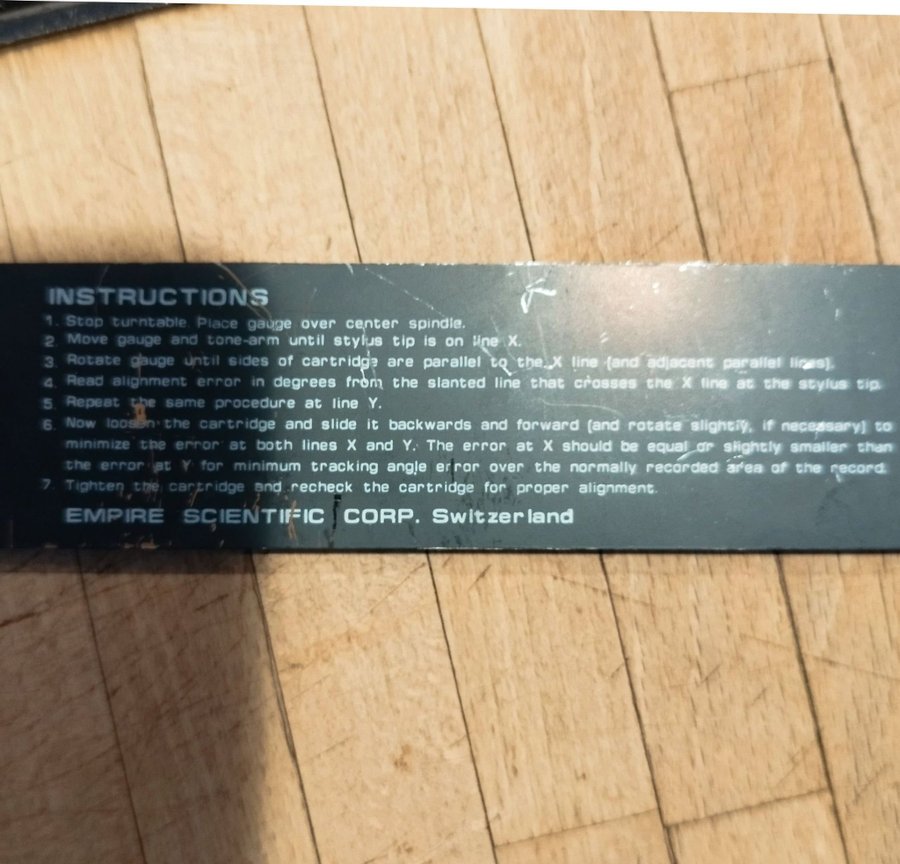 INSTRUCTIONS
1. Stop turntable. Place gauge over center spindle.
2. Move gauge and tone-arm until stylus tip is on line X.
3. Rotate gauge until sides of cartridge are parallel to the X line (and adjacent parallel lines).
4. Read alignment error in degrees from the slanted line that crosses the X line at the stylus tip.
5. Repeat the same procedure at line Y.
6. Now loosen the cartridge and slide it backwards and forward (and rotate slightly, if necessary) to
minimize the error at both lines X and Y. The error at X should be equal or slightly smaller than
the error at Y for minimum tracking angle error over the normally recorded area of the record.
7. Tighten the cartridge and recheck the cartridge for proper alignment.
EMPIRE SCIENTIFIC CORP. Switzerland